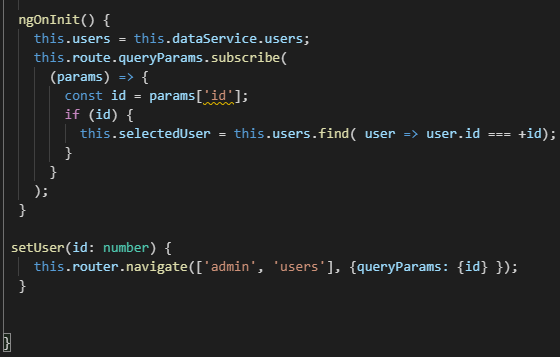 ngOnInit() {
this.users = this.dataService.users;
this.route.queryParams.subscribe(
(params) => {
const id = params['id'];
if (id) {
this.selectedUser = this.users.find( user => user.id === +id);
}
}
);
}
setUser(id: number) {
this.router.navigate(['admin', 'users'], {queryParams: {id} });
}
}